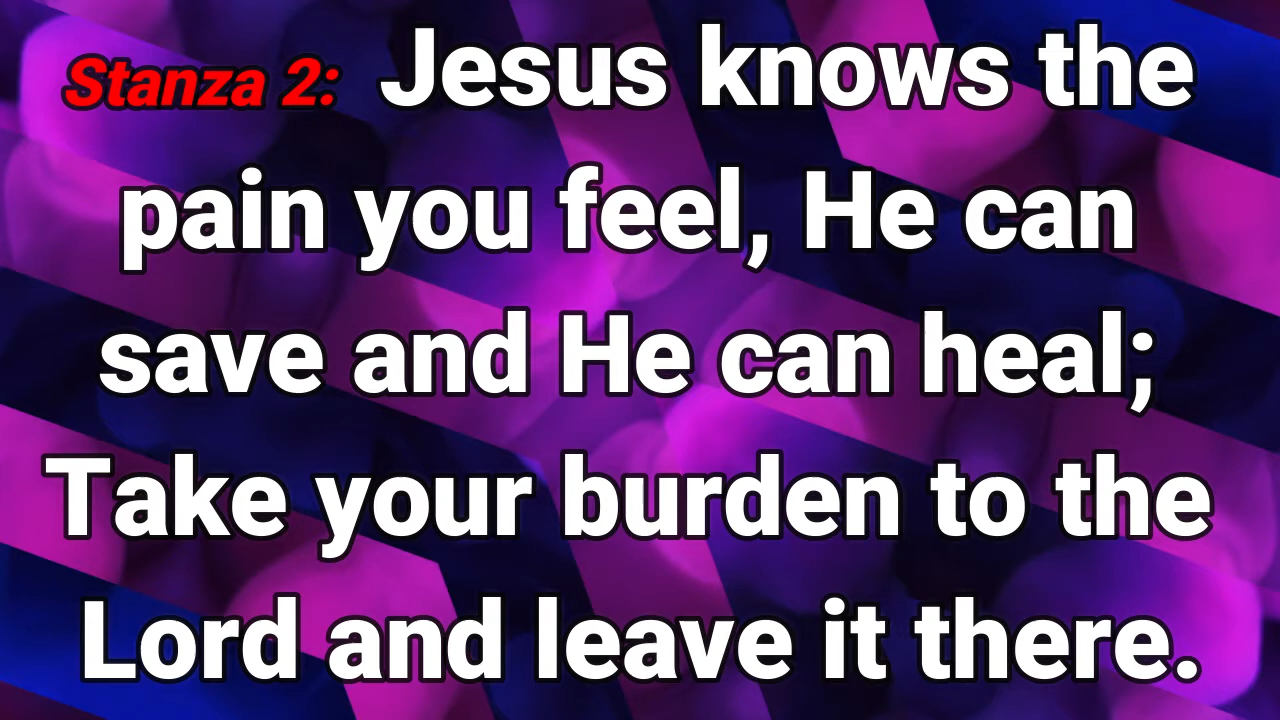 Stanza 2: Jesus knows the
pain you feel, He can
save and He can heal;
Take your burden to the
Lord and leave it there.